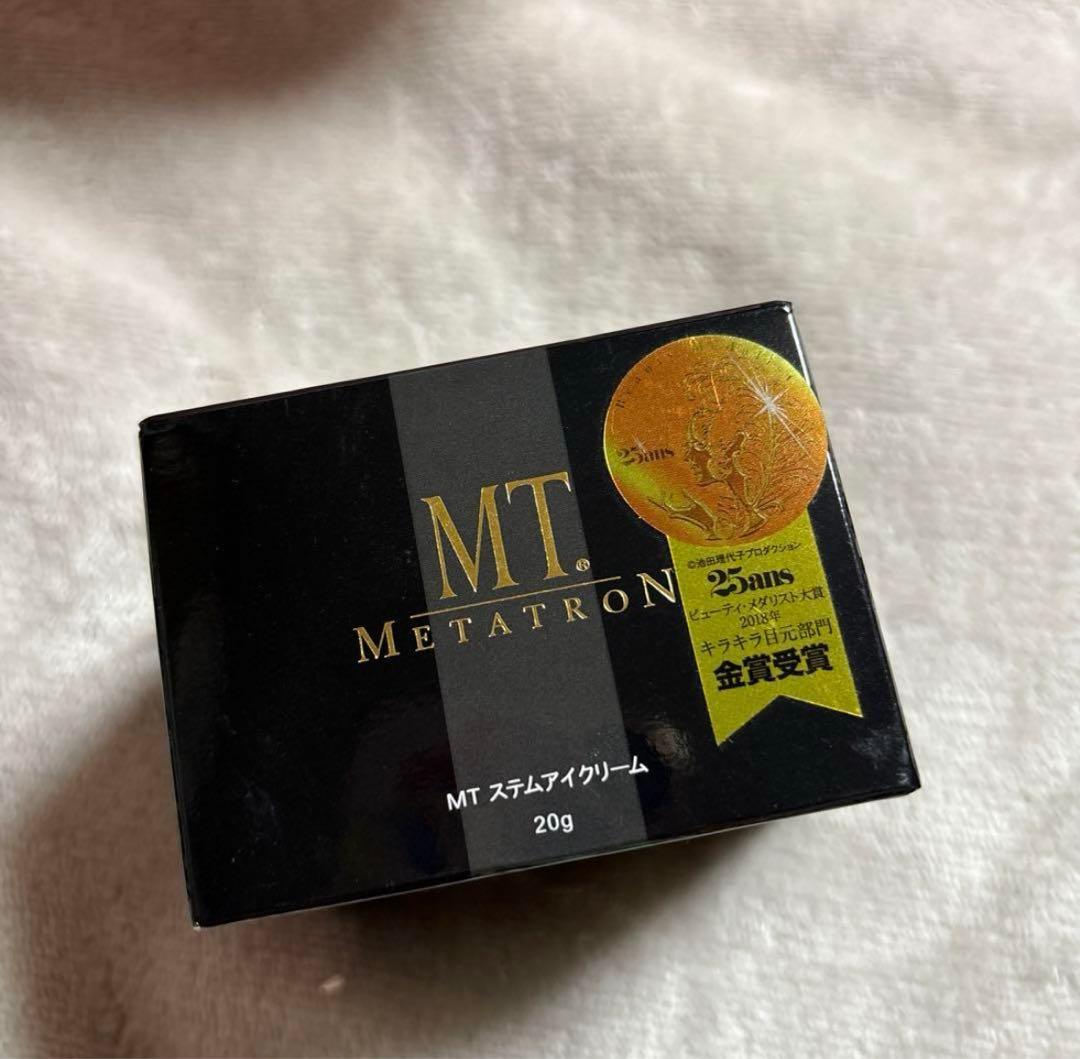 MT®
METATRON
MT ステムアイクリーム
20g
25ans
©池田理代子プロダクション
25ans
ビューティ・メダリスト大賞
2018年
キラキラ目元部門
金賞受賞